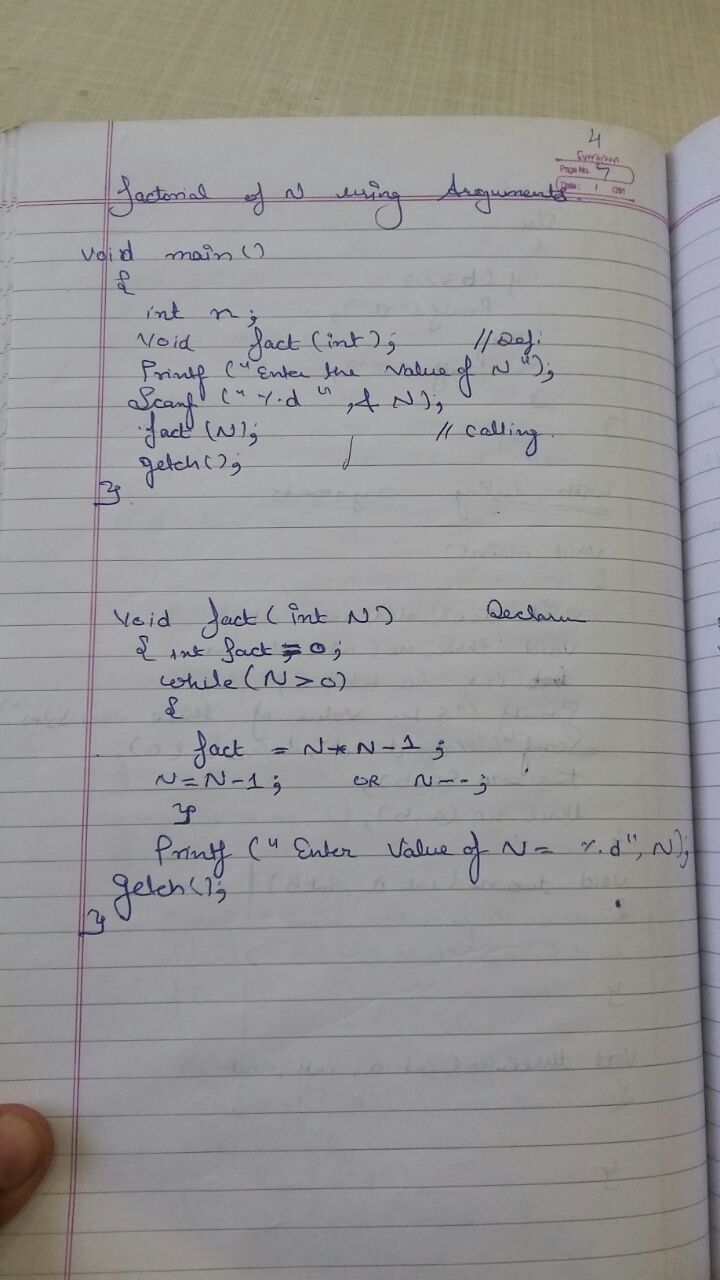 4
Evergreen
Page No. 7
Date: / /201
factorial of N using Arguments.
void main()
{
int n;
void fact (int); // Def:
Printf ("Enter the value of N");
Scanf ("%d", & N);
fact (N); // calling.
getch();
}
void fact (int N) Declaran
{ int fact = 0;
while (N>0)
{
fact = N*N-1;
N=N-1; OR N--;
}
Printf (" Enter Value of N = %d", N);
getch();
}